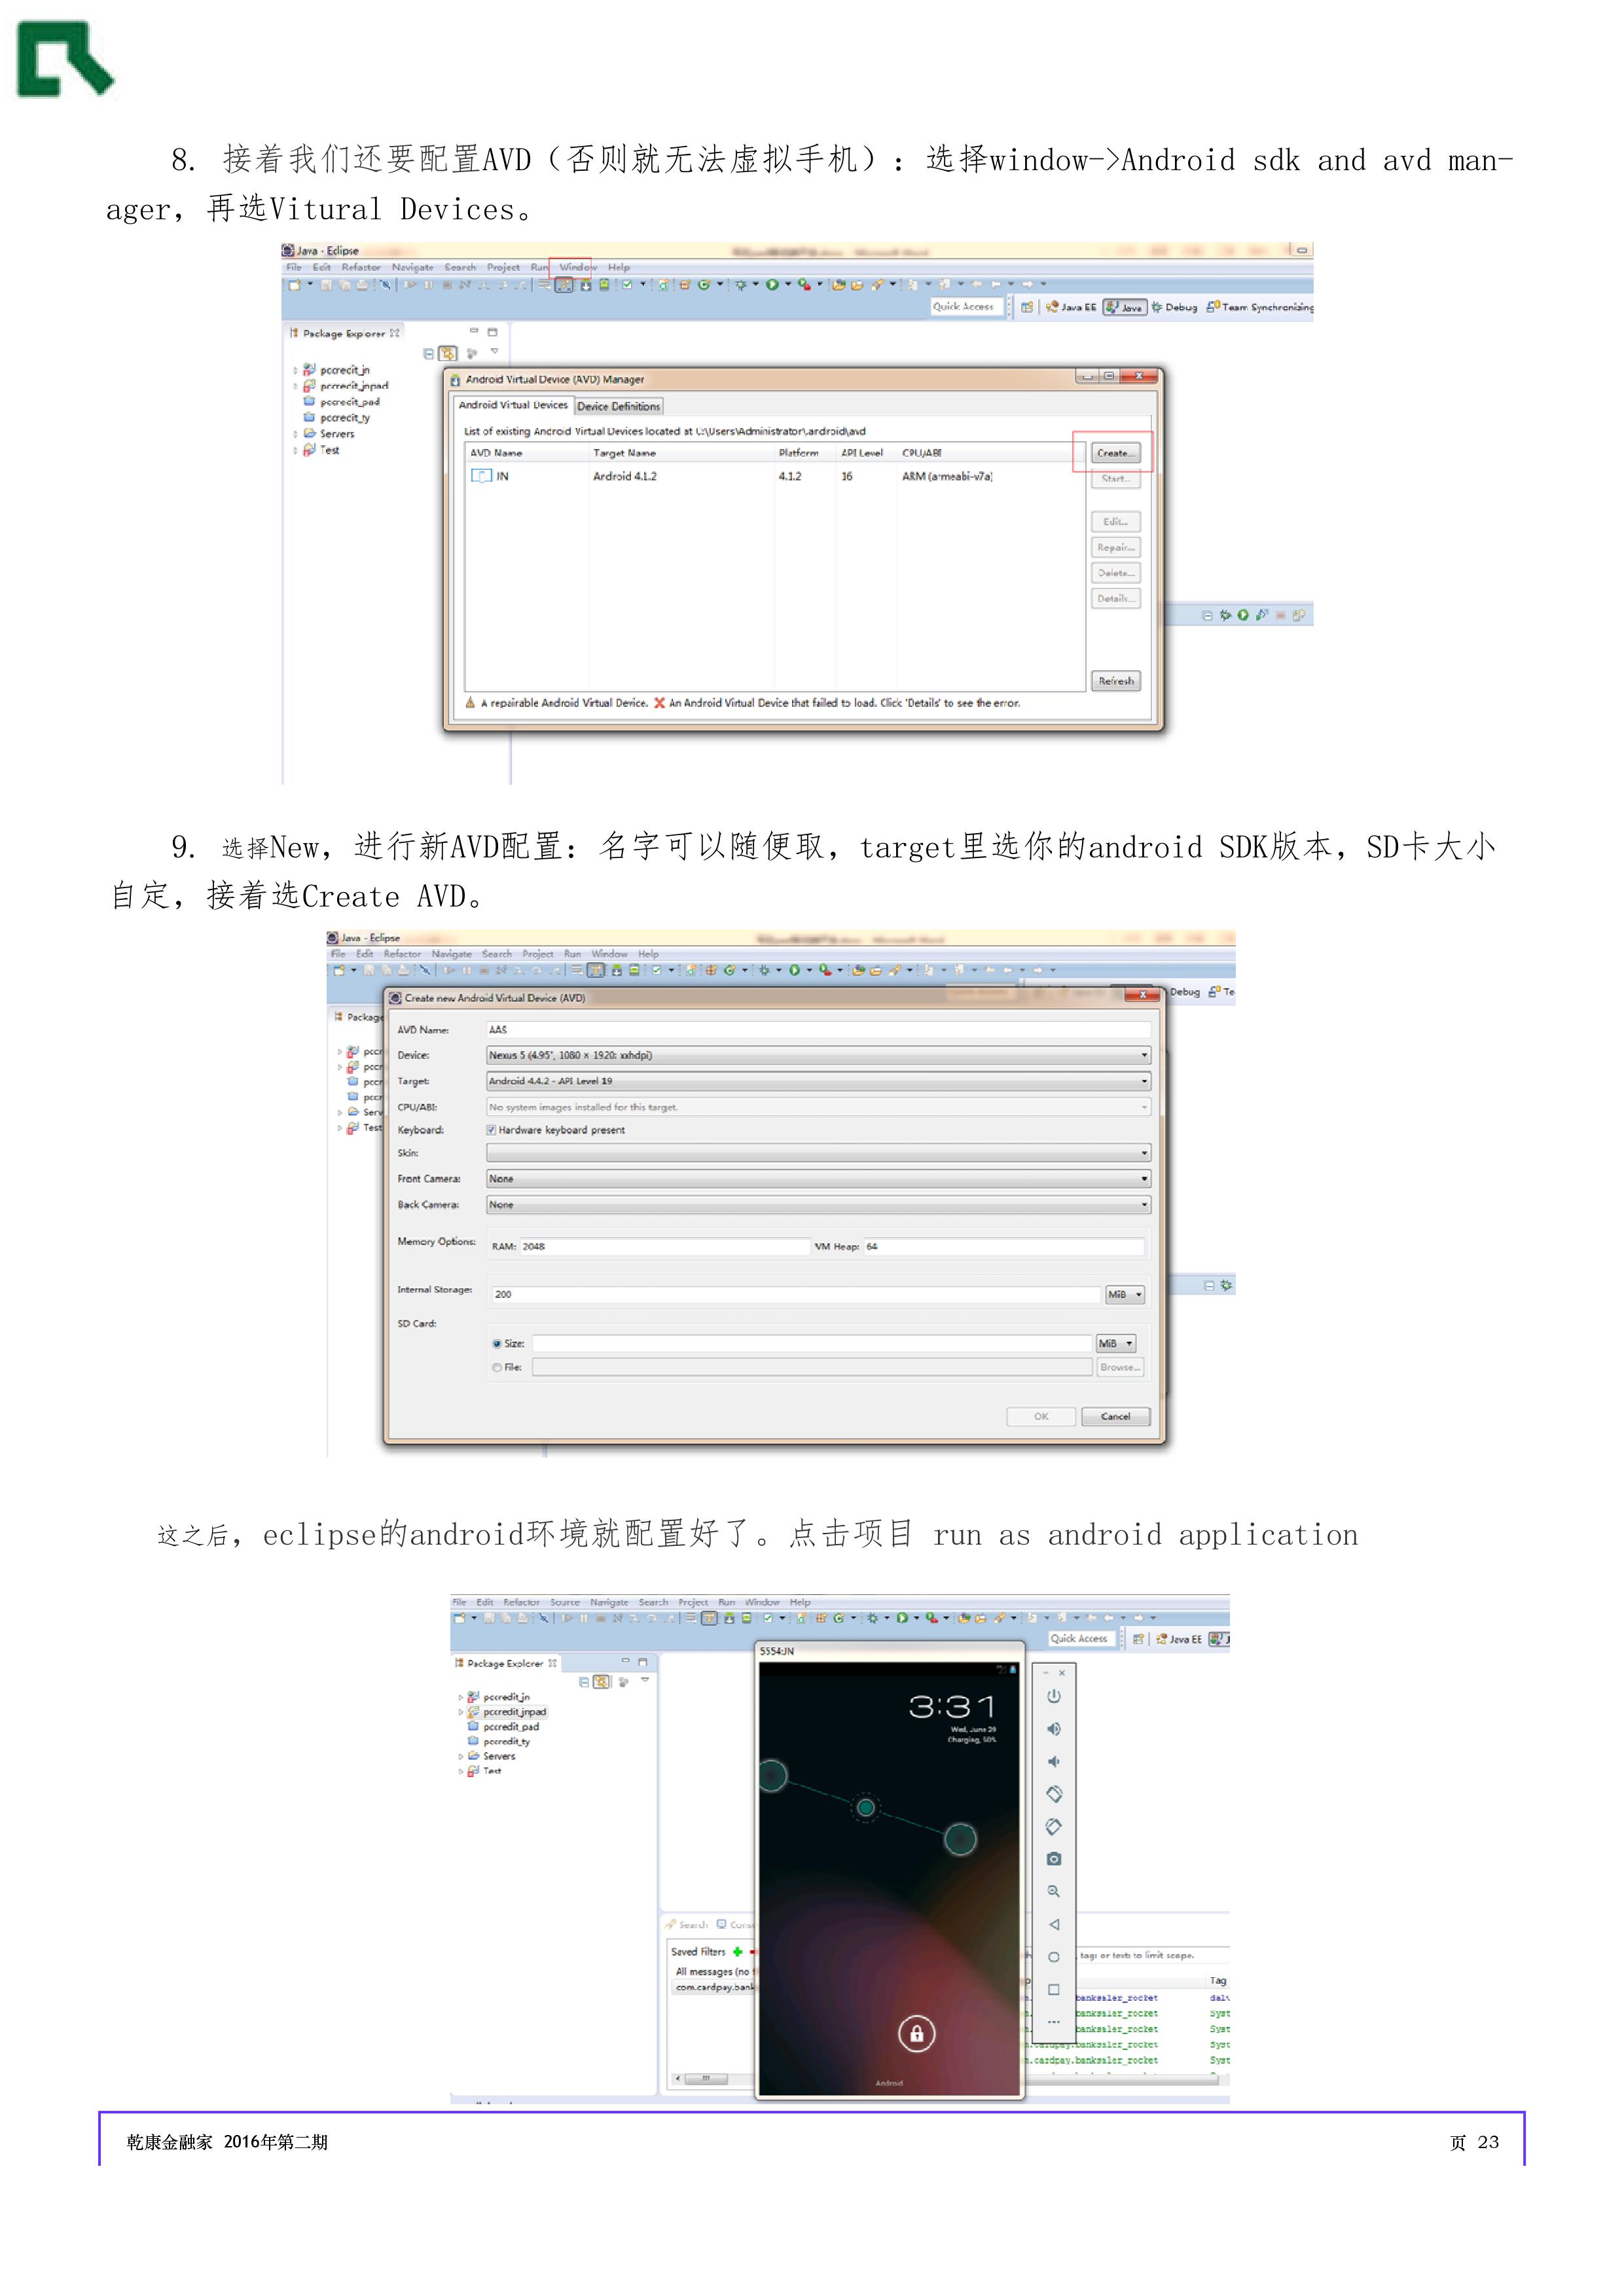 8. 接着我们还要配置AVD（否则就无法虚拟手机）：选择window->Android sdk and avd man-
ager，再选Vitural Devices。
Java - Eclipse
File Edit Refactor Navigate Search Project Run Window Help
Quick Access Java EE Java Debug Team Synchronizing
Package Explorer
pccredit_jn
pccredit_jnpad
pccredit_pad
pccredit_ty
Servers
Test
Android Virtual Device (AVD) Manager
Android Virtual Devices Device Definitions
List of existing Android Virtual Devices located at C:\Users\Administrator\.android\avd
AVD Name Target Name Platform API Level CPU/ABI
JN Android 4.1.2 4.1.2 16 ARM (armeabi-v7a)
Create...
Start...
Edit...
Repair...
Delete...
Details...
Refresh
A repairable Android Virtual Device. An Android Virtual Device that failed to load. Click 'Details' to see the error.
9. 选择New，进行新AVD配置：名字可以随便取，target里选你的android SDK版本，SD卡大小
自定，接着选Create AVD。
Java - Eclipse
File Edit Refactor Navigate Search Project Run Window Help
Debug Te
Package
pccr
pccr
pccr
pccr
Serv
Test
Create new Android Virtual Device (AVD)
AVD Name: AAS
Device: Nexus 5 (4.95", 1080 × 1920: xxhdpi)
Target: Android 4.4.2 - API Level 19
CPU/ABI: No system images installed for this target.
Keyboard: Hardware keyboard present
Skin:
Front Camera: None
Back Camera: None
Memory Options: RAM: 2048 VM Heap: 64
Internal Storage: 200 MiB
SD Card:
Size: MiB
File: Browse...
OK Cancel
这之后，eclipse的android环境就配置好了。点击项目 run as android application
File Edit Refactor Source Navigate Search Project Run Window Help
Quick Access Java EE J
Package Explorer
pccredit_jn
pccredit_jnpad
pccredit_pad
pccredit_ty
Servers
Test
5554:JN
3:31
Wed, June 29
Charging, 50%
Android
Search Cons
Saved Filters
All messages (no f
com.cardpay.bank
tags or text to limit scope.
Tag
banksaler_rocket dalv
banksaler_rocket Syst
banksaler_rocket Syst
.cardpay.banksaler_rocket Syst
.cardpay.banksaler_rocket Syst
乾康金融家 2016年第二期
页 23